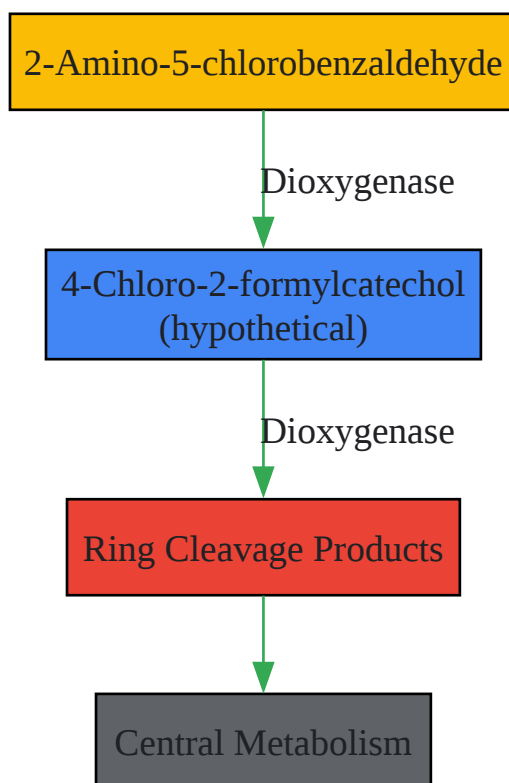 2-Amino-5-chlorobenzaldehyde
Dioxygenase
4-Chloro-2-formylcatechol
(hypothetical)
Dioxygenase
Ring Cleavage Products
Central Metabolism